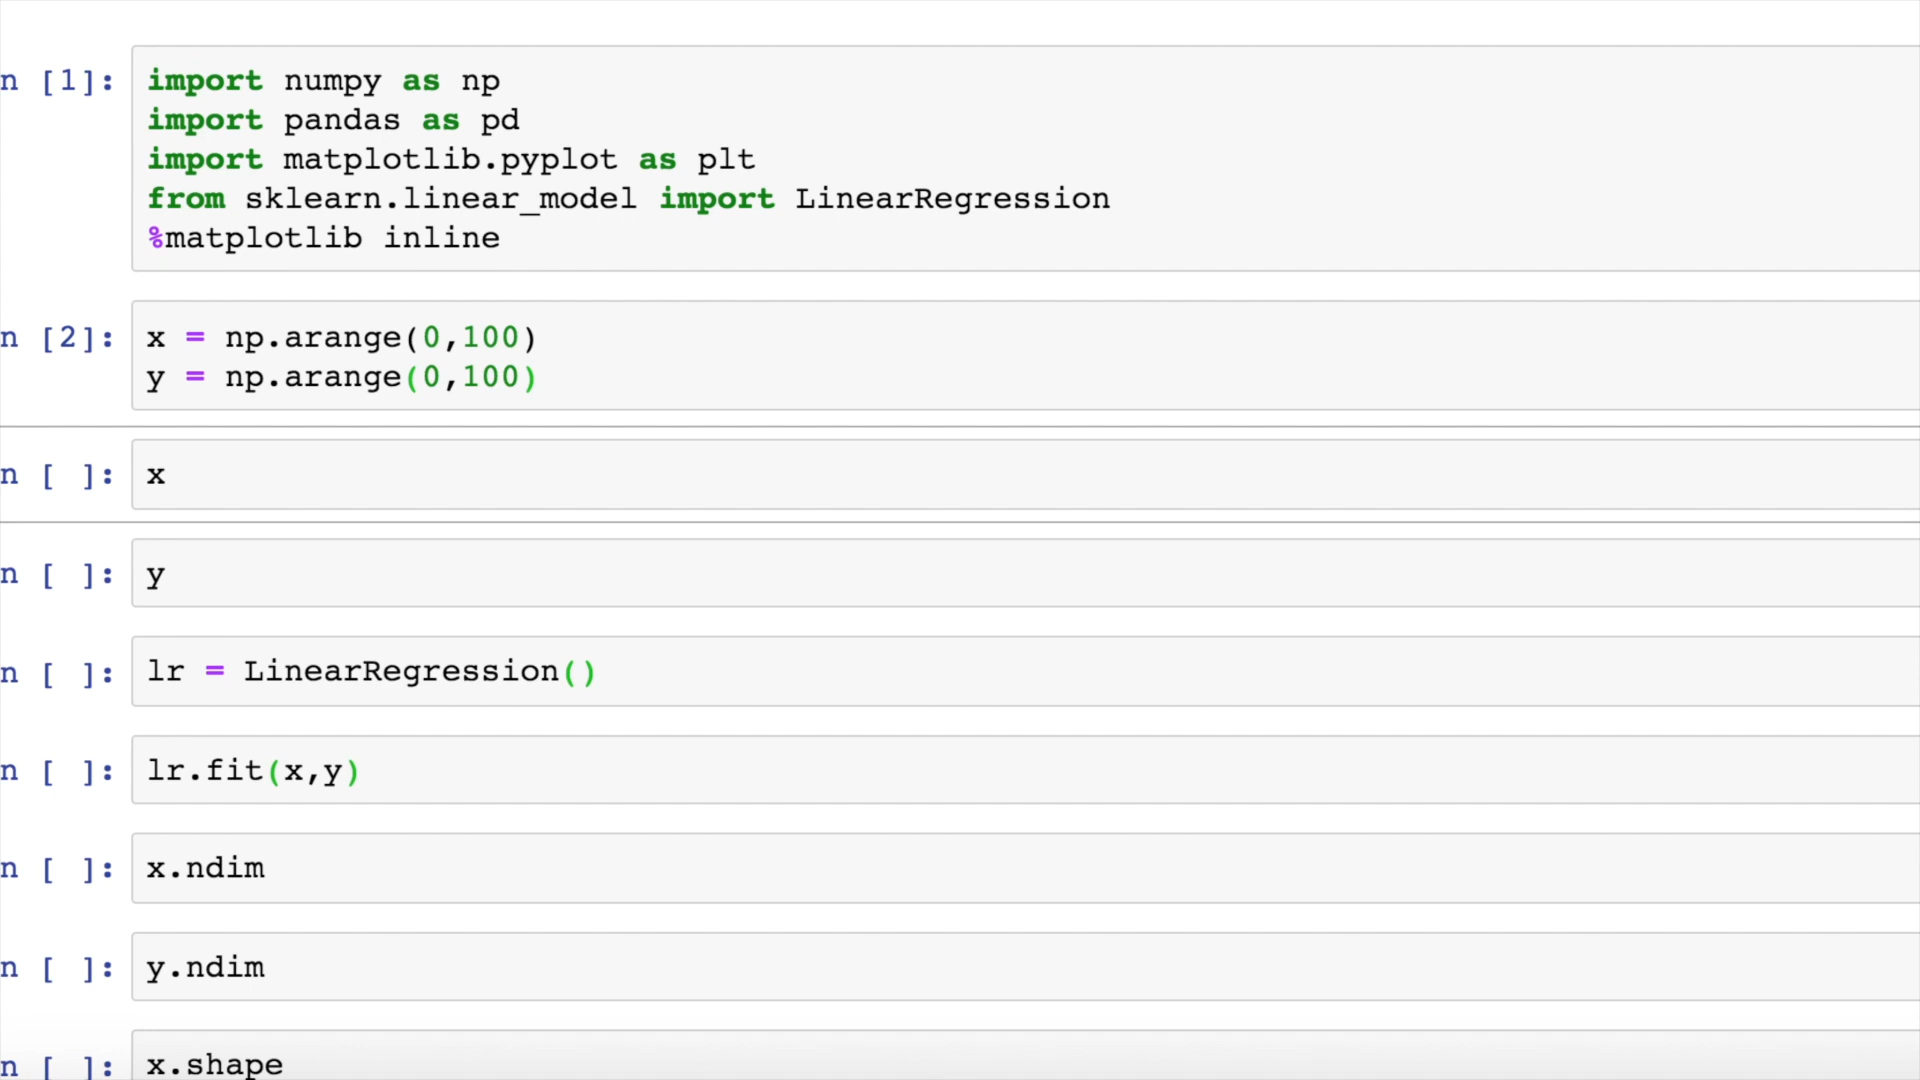 n [1]:
import numpy as np
import pandas as pd
import matplotlib.pyplot as plt
from sklearn.linear_model import LinearRegression
%matplotlib inline
n [2]:
x = np.arange(0,100)
y = np.arange(0,100)
n [ ]:
x
n [ ]:
y
n [ ]:
lr = LinearRegression()
n [ ]:
lr.fit(x,y)
n [ ]:
x.ndim
n [ ]:
y.ndim
n [ ]:
x.shape